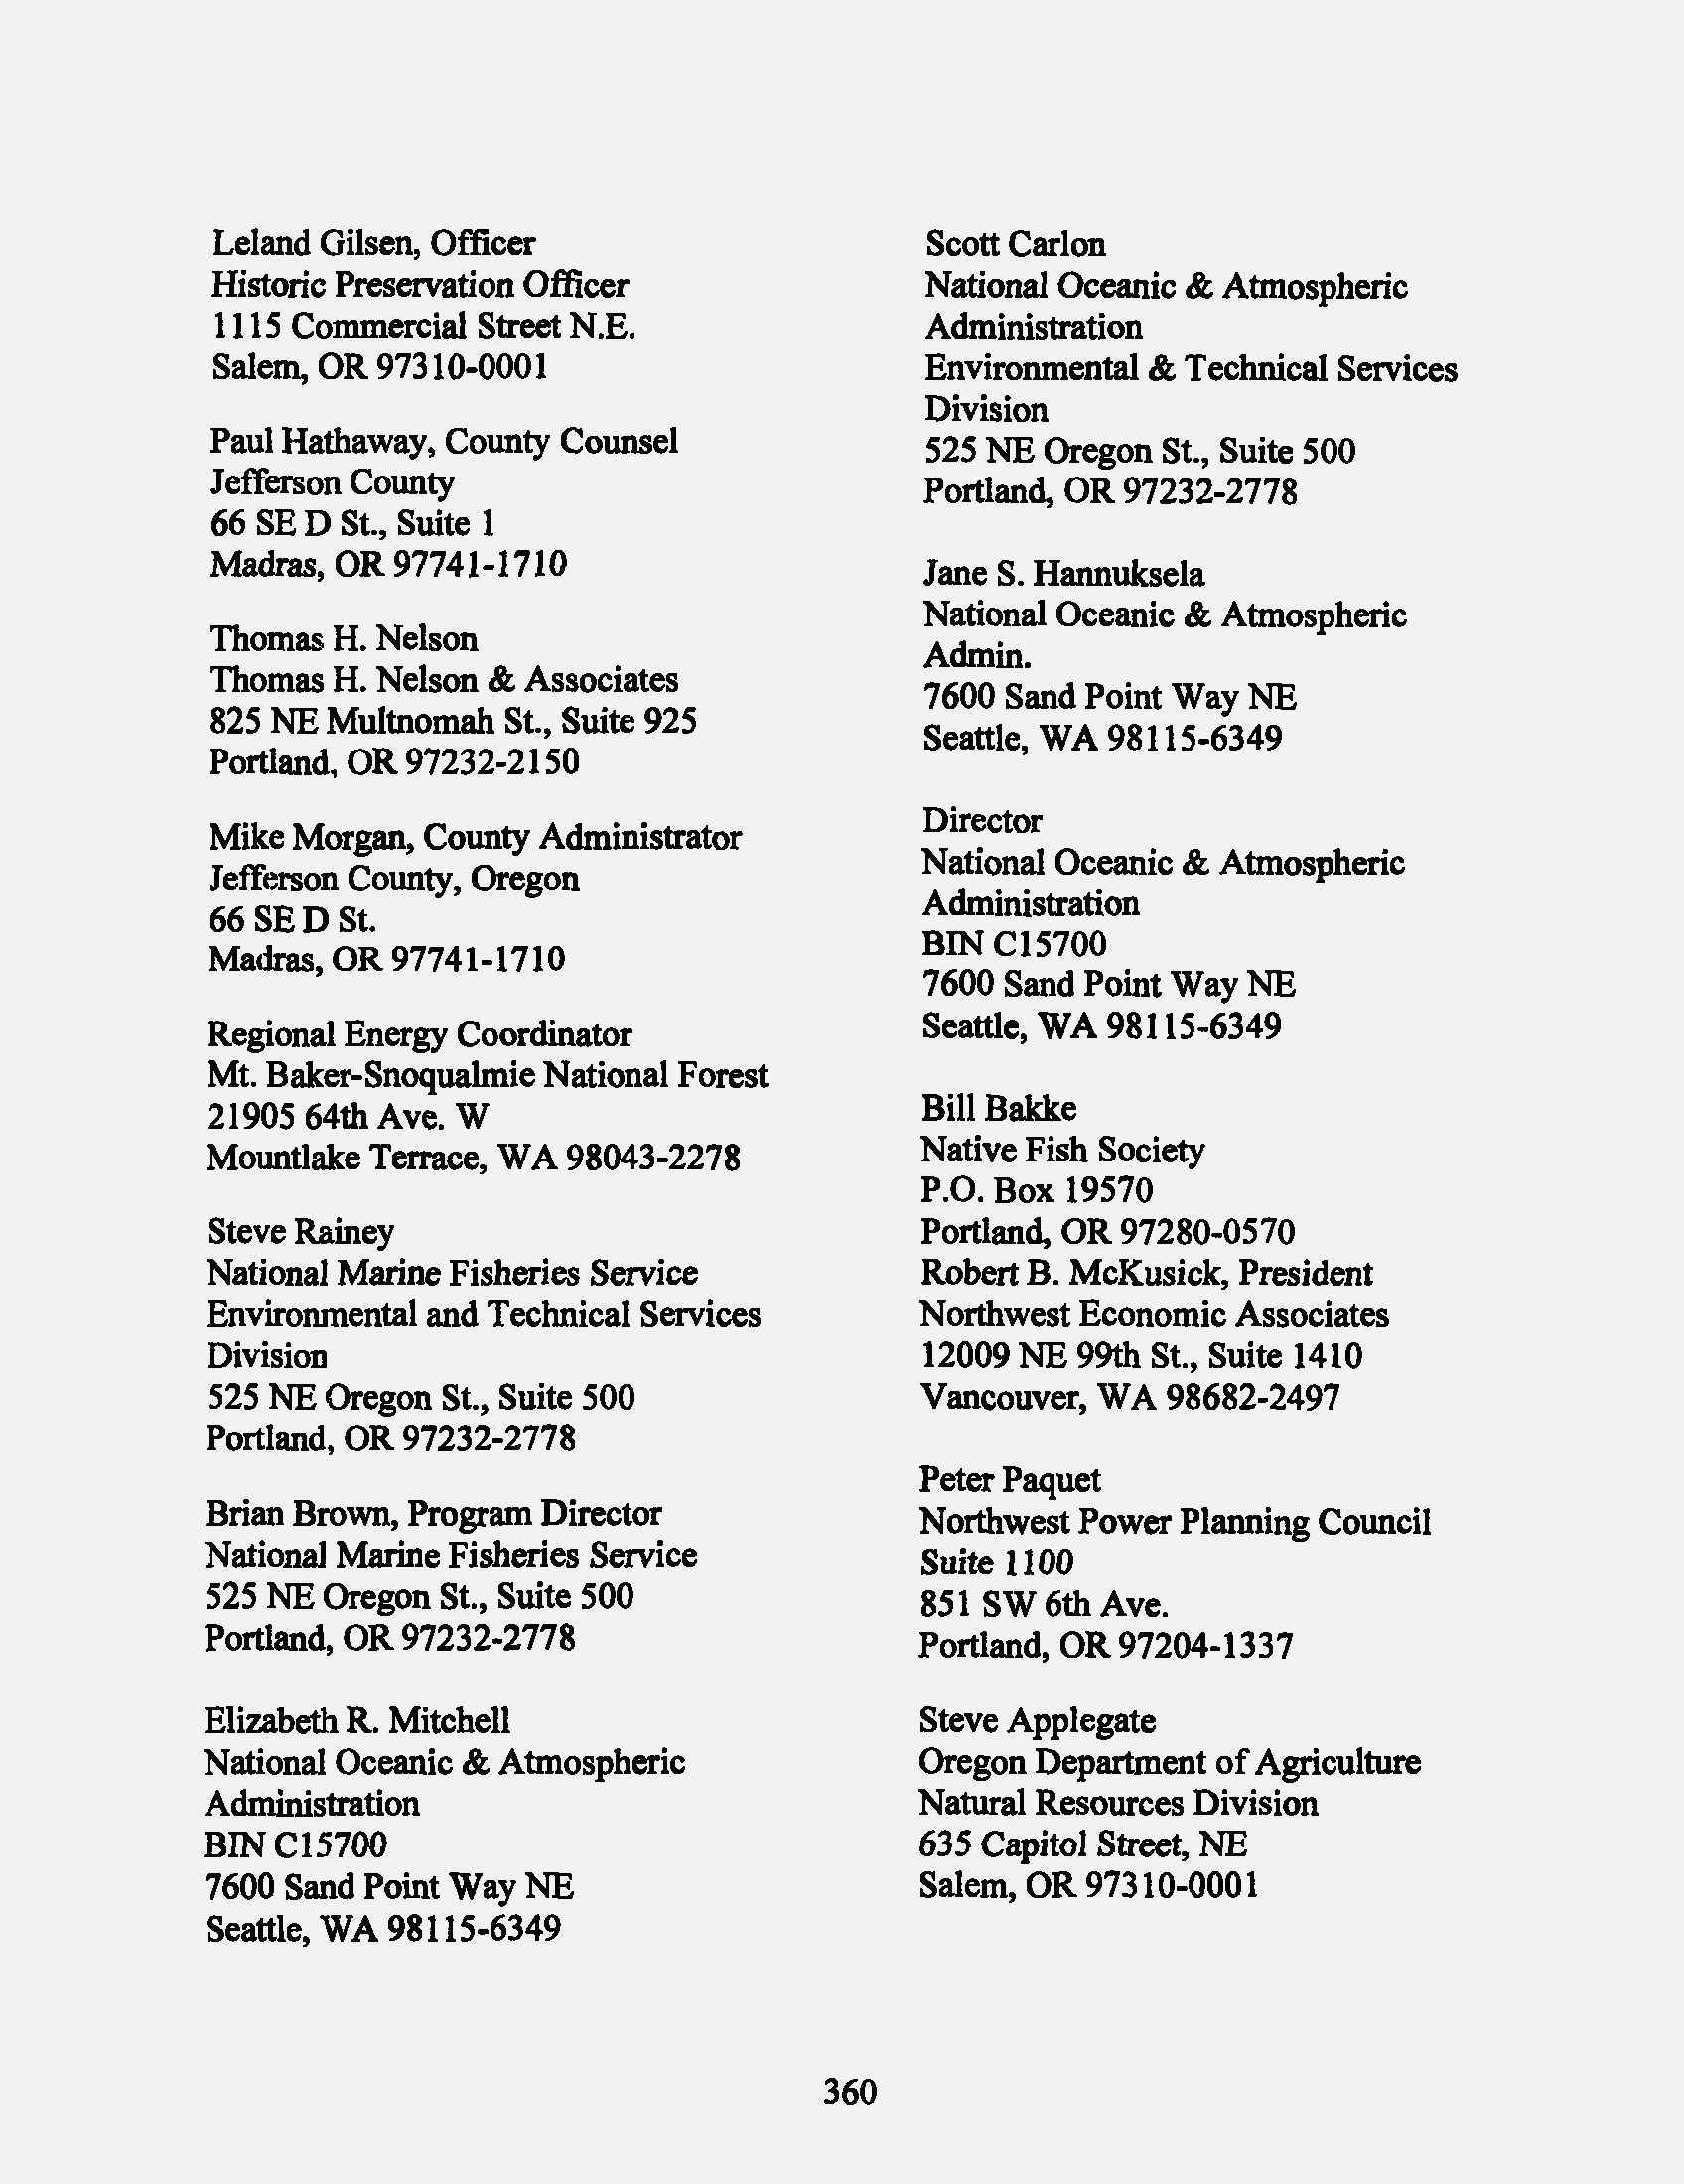 Leland Gilsen, Officer
Historic Preservation Officer
1115 Commercial Street N.E.
Salem, OR 97310-0001
Paul Hathaway, County Counsel
Jefferson County
66 SE D St., Suite 1
Madras, OR 97741-1710
Thomas H. Nelson
Thomas H. Nelson & Associates
825 NE Multnomah St., Suite 925
Portland, OR 97232-2150
Mike Morgan, County Administrator
Jefferson County, Oregon
66 SE D St.
Madras, OR 97741-1710
Regional Energy Coordinator
Mt. Baker-Snoqualmie National Forest
21905 64th Ave. W
Mountlake Terrace, WA 98043-2278
Steve Rainey
National Marine Fisheries Service
Environmental and Technical Services
Division
525 NE Oregon St., Suite 500
Portland, OR 97232-2778
Brian Brown, Program Director
National Marine Fisheries Service
525 NE Oregon St., Suite 500
Portland, OR 97232-2778
Elizabeth R. Mitchell
National Oceanic & Atmospheric
Administration
BIN C15700
7600 Sand Point Way NE
Seattle, WA 98115-6349
Scott Carlon
National Oceanic & Atmospheric
Administration
Environmental & Technical Services
Division
525 NE Oregon St., Suite 500
Portland, OR 97232-2778
Jane S. Hannuksela
National Oceanic & Atmospheric
Admin.
7600 Sand Point Way NE
Seattle, WA 98115-6349
Director
National Oceanic & Atmospheric
Administration
BIN C15700
7600 Sand Point Way NE
Seattle, WA 98115-6349
Bill Bakke
Native Fish Society
P.O. Box 19570
Portland, OR 97280-0570
Robert B. McKusick, President
Northwest Economic Associates
12009 NE 99th St., Suite 1410
Vancouver, WA 98682-2497
Peter Paquet
Northwest Power Planning Council
Suite 1100
851 SW 6th Ave.
Portland, OR 97204-1337
Steve Applegate
Oregon Department of Agriculture
Natural Resources Division
635 Capitol Street, NE
Salem, OR 97310-0001
360